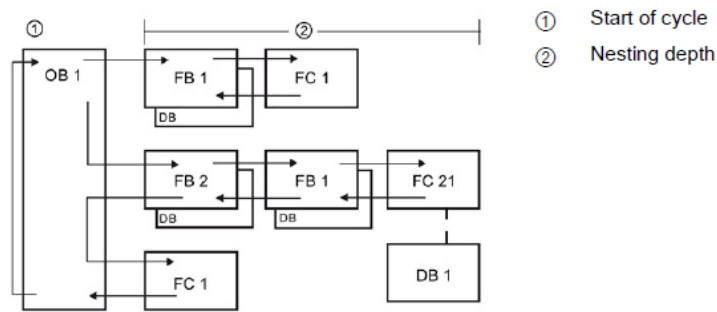 ① ② ① Start of cycle
② Nesting depth
OB 1 FB 1 FC 1
DB
FB 2 FB 1 FC 21
DB DB
FC 1 DB 1